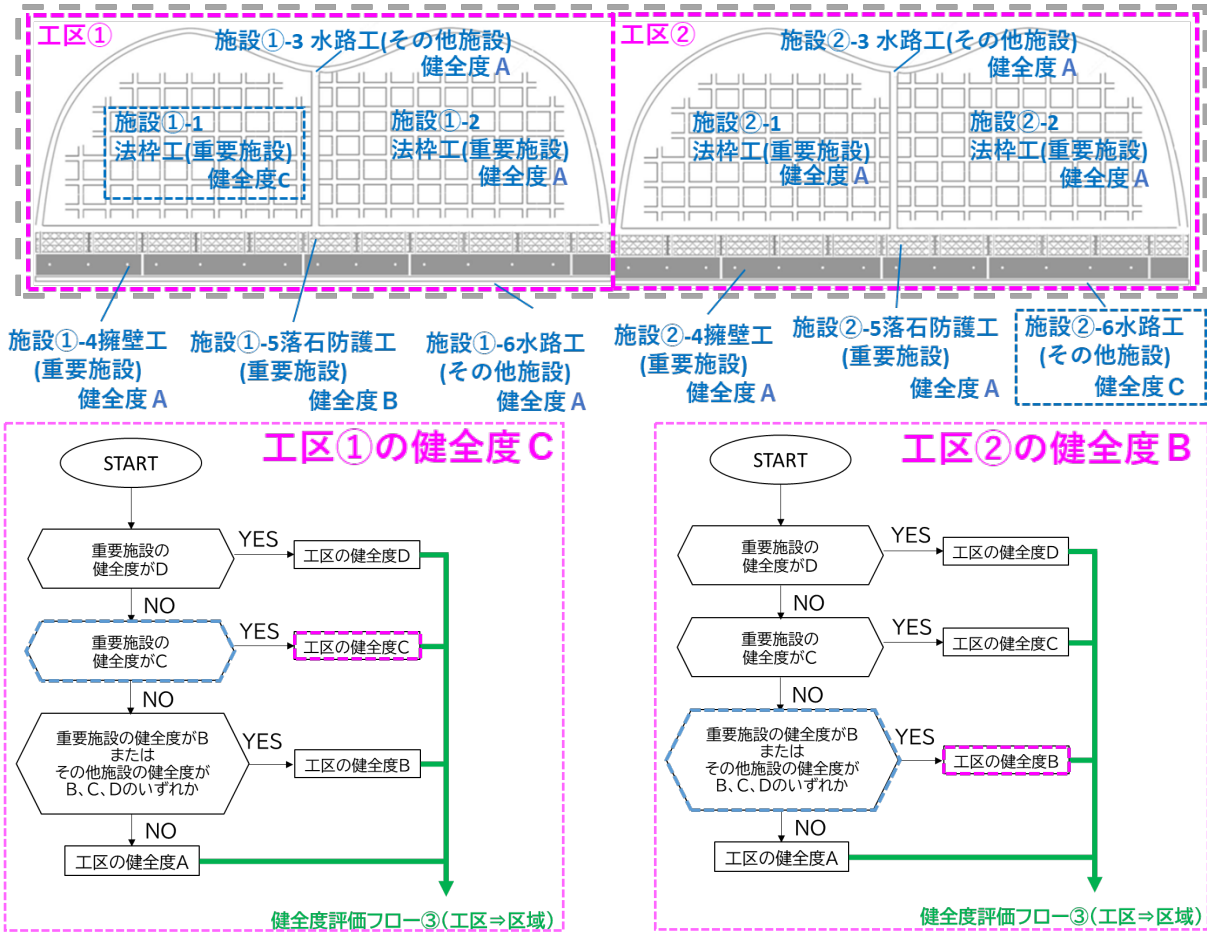 工区①
施設①-3 水路工(その他施設)
健全度A
施設①-1
法枠工(重要施設)
健全度C
施設①-2
法枠工(重要施設)
健全度A
工区②
施設②-3 水路工(その他施設)
健全度A
施設②-1
法枠工(重要施設)
健全度A
施設②-2
法枠工(重要施設)
健全度A
施設①-4擁壁工
(重要施設)
健全度A
施設①-5落石防護工
(重要施設)
健全度B
施設①-6水路工
(その他施設)
健全度A
施設②-4擁壁工
(重要施設)
健全度A
施設②-5落石防護工
(重要施設)
健全度A
施設②-6水路工
(その他施設)
健全度C
工区①の健全度C
START
重要施設の
健全度がD
YES
工区の健全度D
NO
重要施設の
健全度がC
YES
工区の健全度C
NO
重要施設の健全度がB
または
その他施設の健全度が
B、C、Dのいずれか
YES
工区の健全度B
NO
工区の健全度A
健全度評価フロー③(工区⇒区域)
工区②の健全度B
START
重要施設の
健全度がD
YES
工区の健全度D
NO
重要施設の
健全度がC
YES
工区の健全度C
NO
重要施設の健全度がB
または
その他施設の健全度が
B、C、Dのいずれか
YES
工区の健全度B
NO
工区の健全度A
健全度評価フロー③(工区⇒区域)